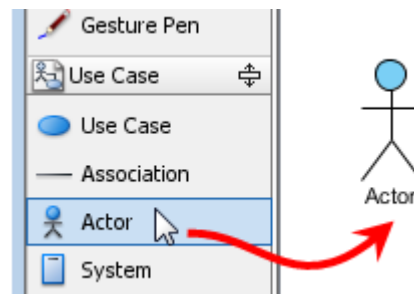 Gesture Pen
Use Case
Use Case
Association
Actor
System
Actor